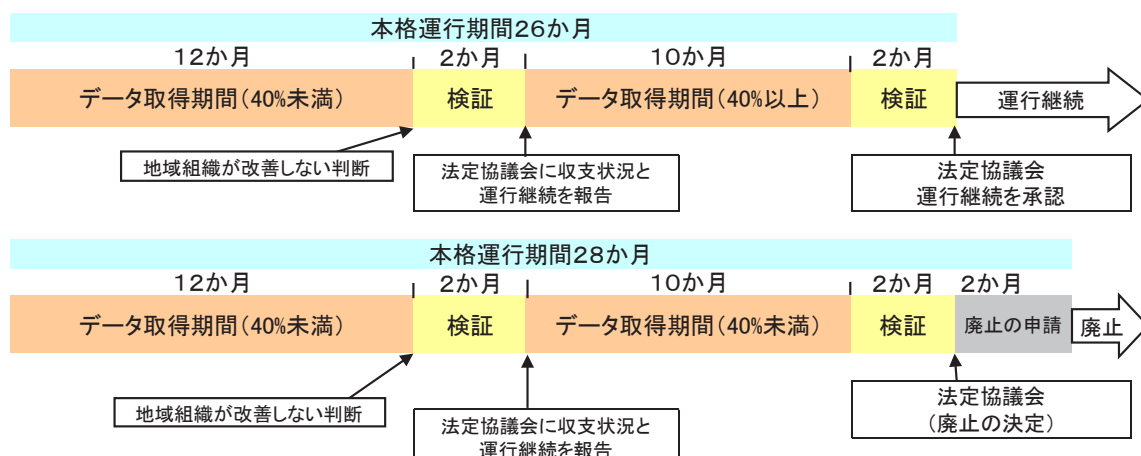 本格運行期間26か月
12か月
2か月
10か月
2か月
データ取得期間(40%未満)
検証
データ取得期間(40%以上)
検証
運行継続
地域組織が改善しない判断
法定協議会に収支状況と
運行継続を報告
法定協議会
運行継続を承認
本格運行期間28か月
12か月
2か月
10か月
2か月
2か月
データ取得期間(40%未満)
検証
データ取得期間(40%未満)
検証
廃止の申請
廃止
地域組織が改善しない判断
法定協議会に収支状況と
運行継続を報告
法定協議会
(廃止の決定)